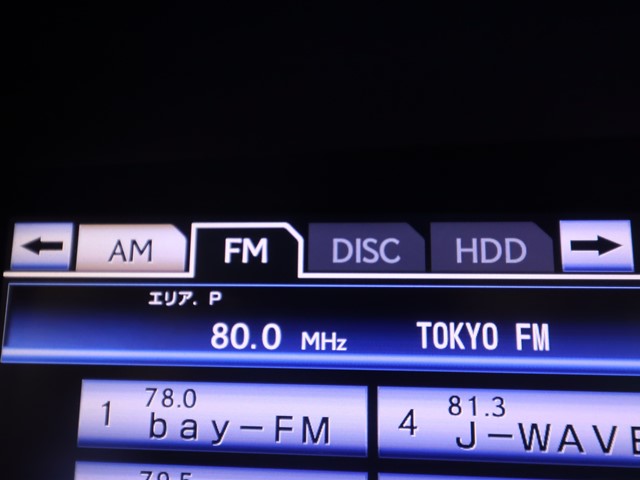 AM FM DISC HDD
エリア. P
80.0 MHz TOKYO FM
78.0 81.3
1 bay-FM 4 J-WAVE